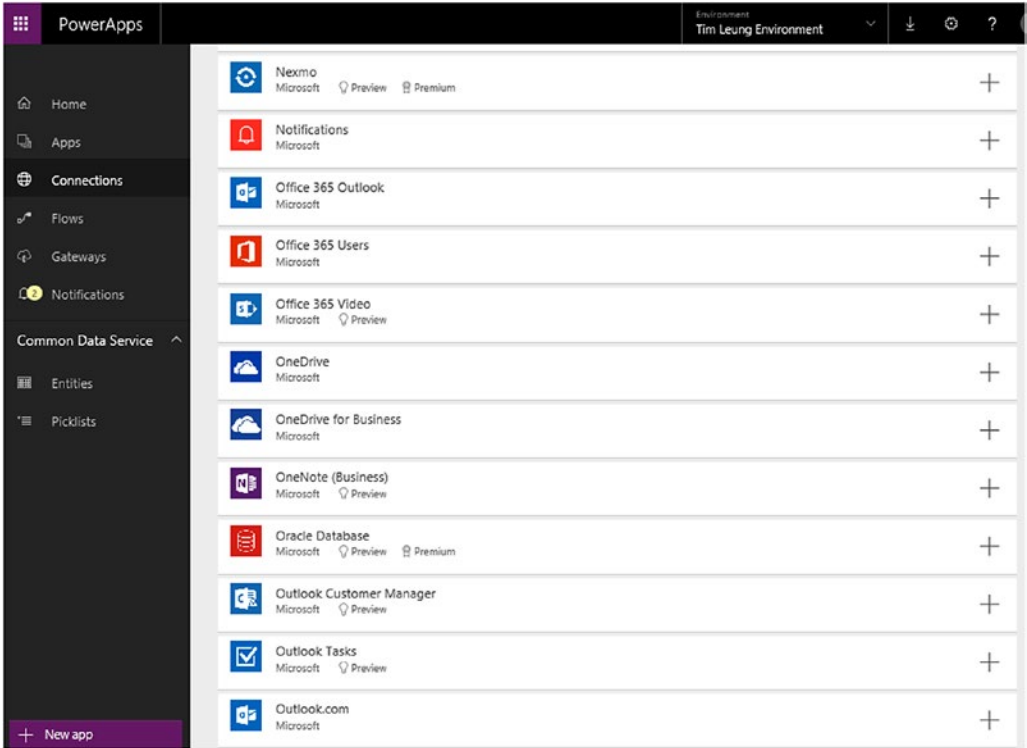 PowerApps
Environment
Tim Leung Environment
?
Home
Apps
Connections
Flows
Gateways
2
Notifications
Common Data Service
Entities
Picklists
New app
Nexmo
Microsoft Preview Premium
Notifications
Microsoft
Office 365 Outlook
Microsoft
Office 365 Users
Microsoft
Office 365 Video
Microsoft Preview
OneDrive
Microsoft
OneDrive for Business
Microsoft
OneNote (Business)
Microsoft Preview
Oracle Database
Microsoft Preview Premium
Outlook Customer Manager
Microsoft Preview
Outlook Tasks
Microsoft Preview
Outlook.com
Microsoft